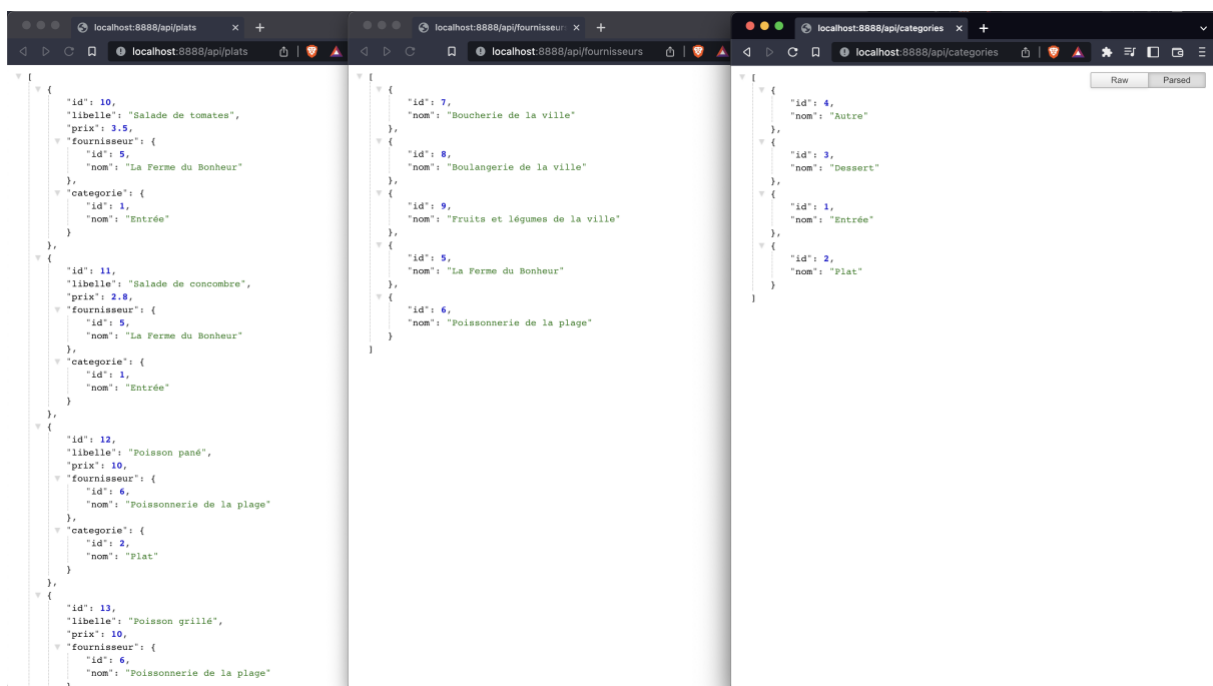 localhost:8888/api/plats
localhost:8888/api/plats
[
{
"id": 10,
"libelle": "Salade de tomates",
"prix": 3.5,
"fournisseur": {
"id": 5,
"nom": "La Ferme du Bonheur"
},
"categorie": {
"id": 1,
"nom": "Entrée"
}
},
{
"id": 11,
"libelle": "Salade de concombre",
"prix": 2.8,
"fournisseur": {
"id": 5,
"nom": "La Ferme du Bonheur"
},
"categorie": {
"id": 1,
"nom": "Entrée"
}
},
{
"id": 12,
"libelle": "Poisson pané",
"prix": 10,
"fournisseur": {
"id": 6,
"nom": "Poissonnerie de la plage"
},
"categorie": {
"id": 2,
"nom": "Plat"
}
},
{
"id": 13,
"libelle": "Poisson grillé",
"prix": 10,
"fournisseur": {
"id": 6,
"nom": "Poissonnerie de la plage"
localhost:8888/api/fournisseur
localhost:8888/api/fournisseurs
[
{
"id": 7,
"nom": "Boucherie de la ville"
},
{
"id": 8,
"nom": "Boulangerie de la ville"
},
{
"id": 9,
"nom": "Fruits et légumes de la ville"
},
{
"id": 5,
"nom": "La Ferme du Bonheur"
},
{
"id": 6,
"nom": "Poissonnerie de la plage"
}
]
localhost:8888/api/categories
localhost:8888/api/categories
Raw Parsed
[
{
"id": 4,
"nom": "Autre"
},
{
"id": 3,
"nom": "Dessert"
},
{
"id": 1,
"nom": "Entrée"
},
{
"id": 2,
"nom": "Plat"
}
]